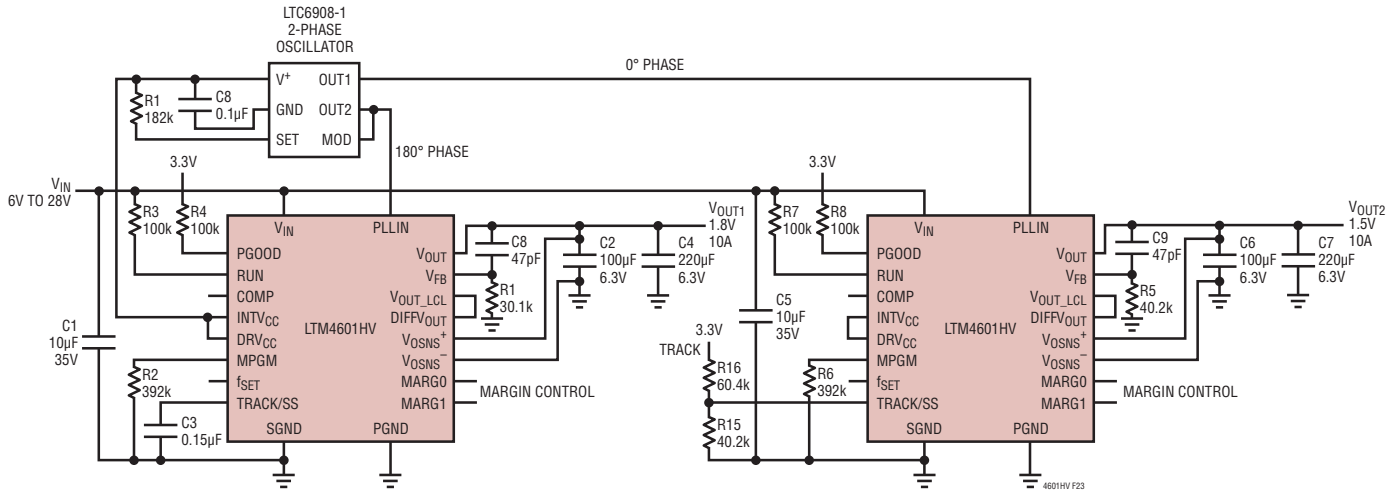 LTC6908-1
2-PHASE
OSCILLATOR
V+ OUT1
GND OUT2
SET MOD
R1
182k
C8
0.1µF
0° PHASE
180° PHASE
3.3V
VIN
6V TO 28V
R3
100k
R4
100k
VIN
PLLIN
PGOOD
RUN
COMP
INTVCC
DRVCC
MPGM
fSET
TRACK/SS
LTM4601HV
VOUT
VFB
VOUT_LCL
DIFFVOUT
VOSNS+
VOSNS–
MARG0
MARG1
SGND
PGND
C1
10µF
35V
R2
392k
C3
0.15µF
C8
47pF
R1
30.1k
C2
100µF
6.3V
C4
220µF
6.3V
VOUT1
1.8V
10A
MARGIN CONTROL
3.3V
R7
100k
R8
100k
C5
10µF
35V
3.3V
TRACK
R16
60.4k
R15
40.2k
R6
392k
VIN
PLLIN
PGOOD
RUN
COMP
INTVCC
DRVCC
MPGM
fSET
TRACK/SS
LTM4601HV
VOUT
VFB
VOUT_LCL
DIFFVOUT
VOSNS+
VOSNS–
MARG0
MARG1
SGND
PGND
C9
47pF
R5
40.2k
C6
100µF
6.3V
C7
220µF
6.3V
VOUT2
1.5V
10A
MARGIN CONTROL
4601HV F23